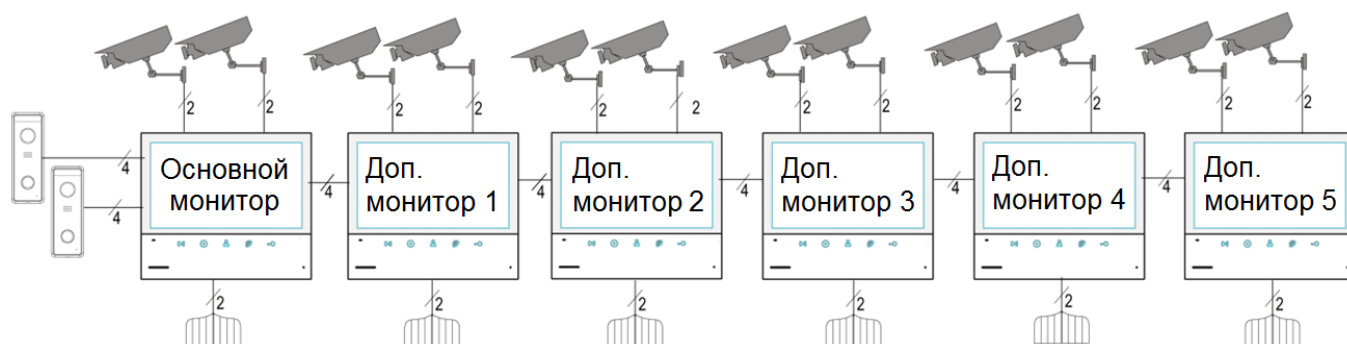 2 2 2 2 2 2 2 2 2 2 2 2
4
Основной
монитор
4
4
Доп.
монитор 1
4
Доп.
монитор 2
4
Доп.
монитор 3
4
Доп.
монитор 4
4
Доп.
монитор 5
2 2 2 2 2 2